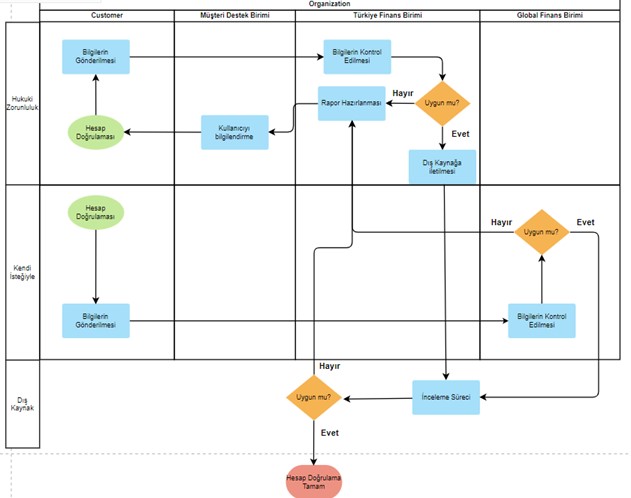 Organization
Customer
Müşteri Destek Birimi
Türkiye Finans Birimi
Global Finans Birimi
Hukuki
Zorunluluk
Bilgilerin
Gönderilmesi
Bilgilerin Kontrol
Edilmesi
Hesap
Doğrulaması
Kullanıcıyı
bilgilendirme
Rapor Hazırlanması
Hayır
Uygun mu?
Evet
Dış Kaynağa
iletilmesi
Kendi
İsteğiyle
Hesap
Doğrulaması
Bilgilerin
Gönderilmesi
Hayır
Uygun mu?
Evet
Bilgilerin Kontrol
Edilmesi
Dış
Kaynak
Hayır
Uygun mu?
İnceleme Süreci
Evet
Hesap Doğrulama
Tamam